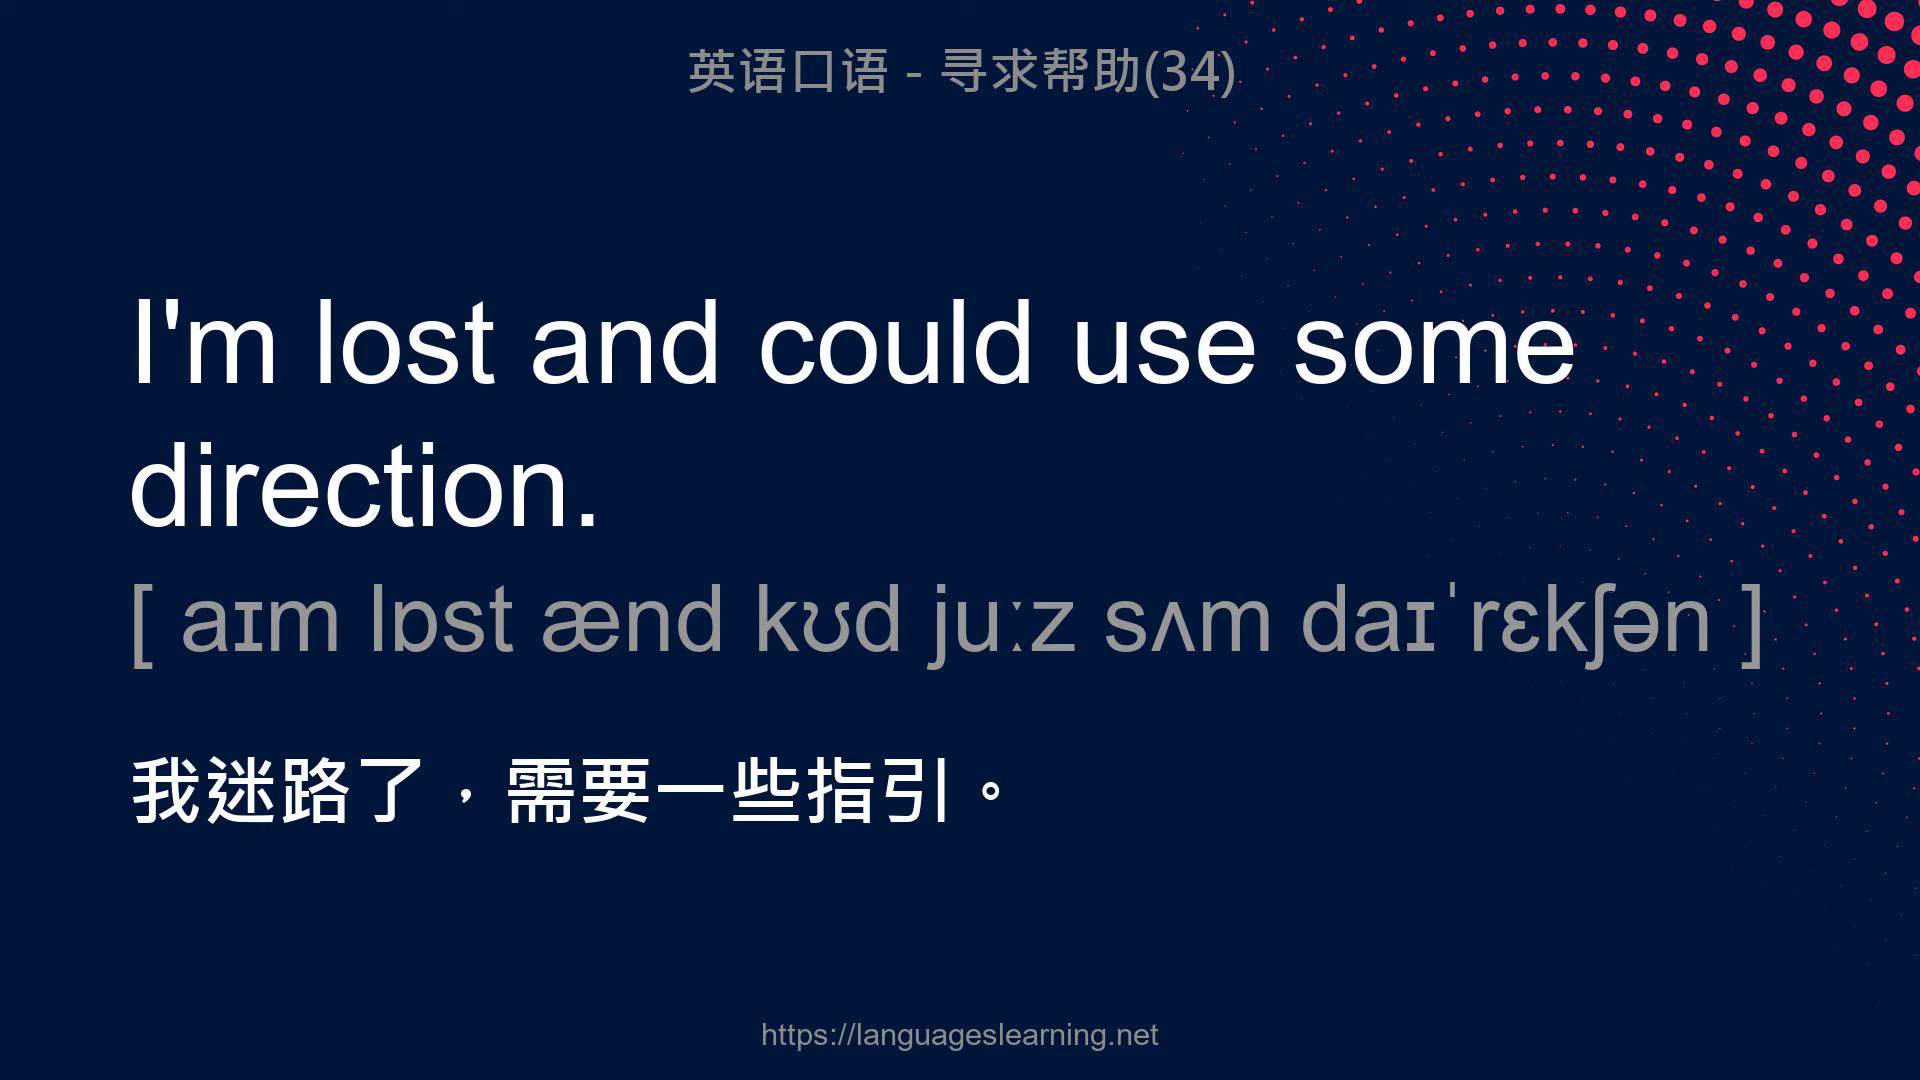 英语口语 - 寻求帮助(34)
I'm lost and could use some
direction.
[ aɪm lɒst ænd kʊd juːz sʌm daɪˈrɛkʃən ]
我迷路了，需要一些指引。
https://languageslearning.net